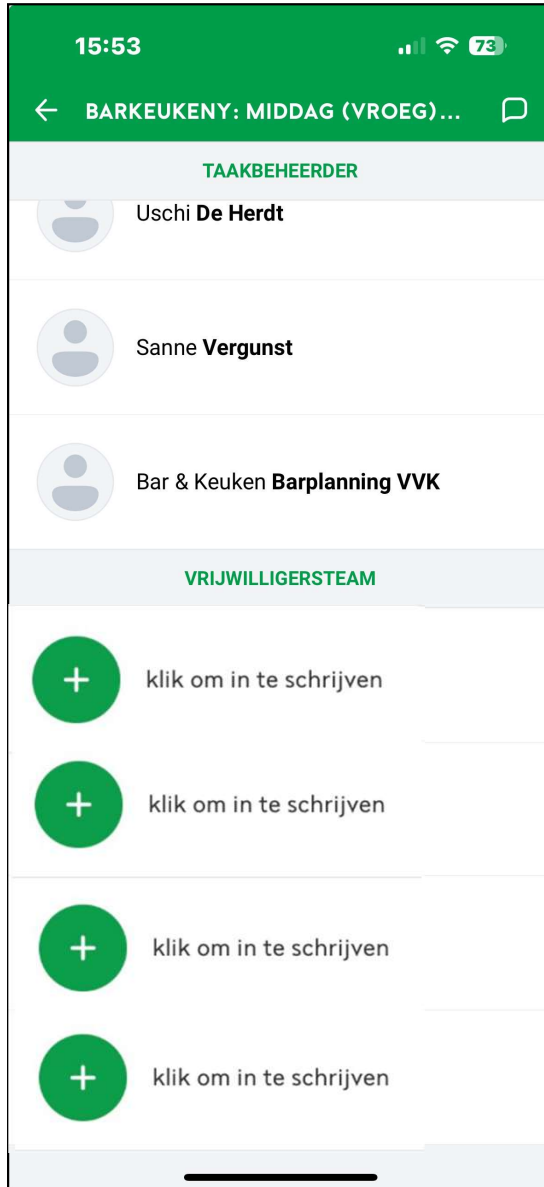 15:53
73
BARKEUKENY: MIDDAG (VROEG)...
TAAKBEHEERDER
Uschi De Herdt
Sanne Vergunst
Bar & Keuken Barplanning VVK
VRIJWILLIGERSTEAM
klik om in te schrijven
klik om in te schrijven
klik om in te schrijven
klik om in te schrijven